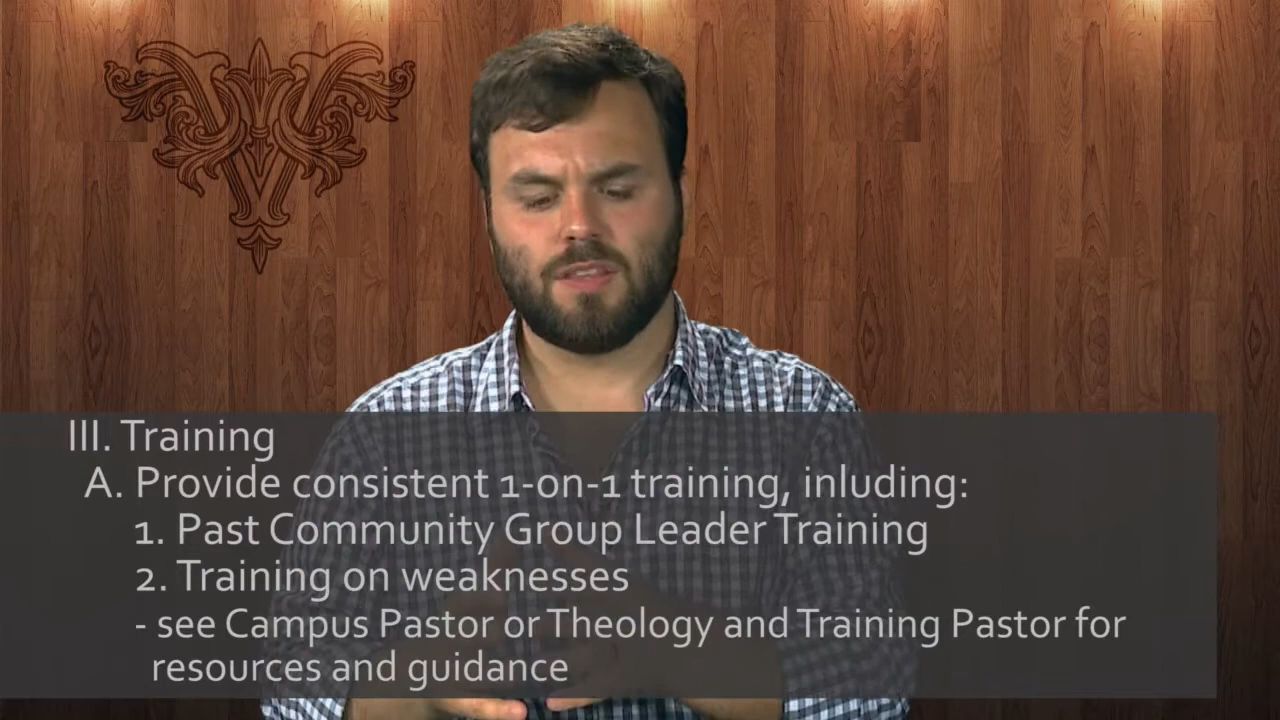 III. Training
A. Provide consistent 1-on-1 training, inluding:
1. Past Community Group Leader Training
2. Training on weaknesses
- see Campus Pastor or Theology and Training Pastor for
resources and guidance